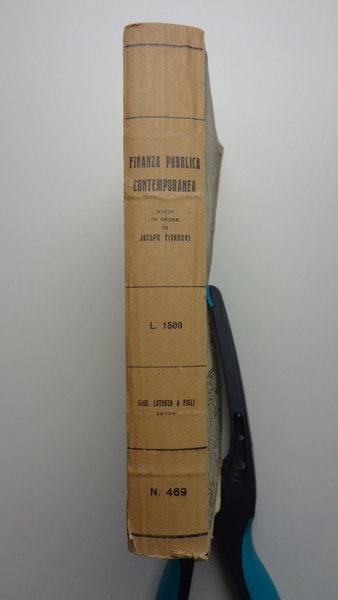 FINANZA PUBBLICA
CONTEMPORANEA
STUDI
IN ONORE
DI
JACOPO TIVARONI
L. 1500
GIUS. LATERZA & FIGLI
EDITORI
N. 469